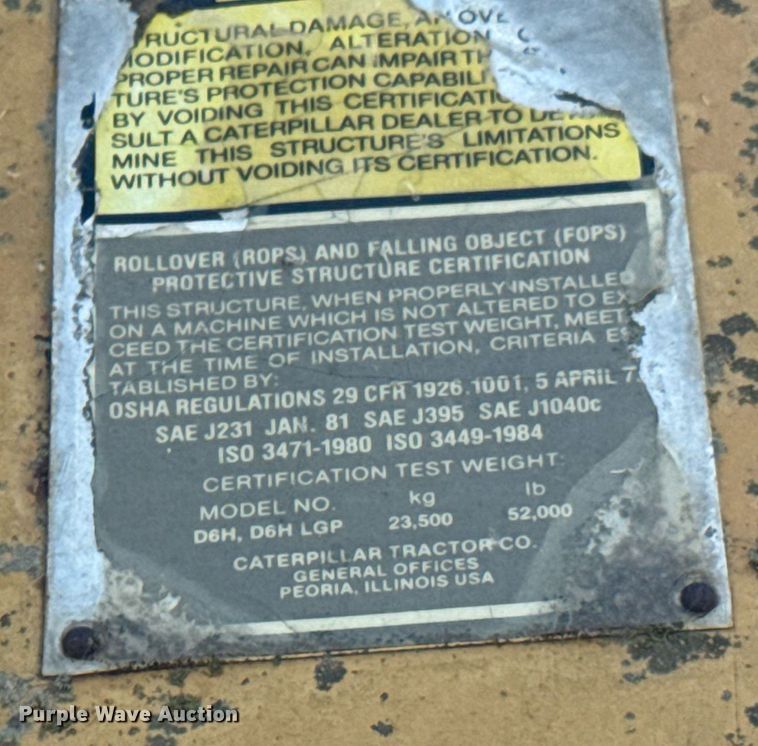 RUCTURAL DAMAGE, AN OVE
ODIFICATION, ALTERATION
PROPER REPAIR CAN IMPAIR TH
TURE'S PROTECTION CAPABILI
BY VOIDING THIS CERTIFICATIO
SULT A CATERPILLAR DEALER TO DE
MINE THIS STRUCTURE'S LIMITATIONS
WITHOUT VOIDING ITS CERTIFICATION.
ROLLOVER (ROPS) AND FALLING OBJECT (FOPS)
PROTECTIVE STRUCTURE CERTIFICATION
THIS STRUCTURE, WHEN PROPERLY INSTALLED
ON A MACHINE WHICH IS NOT ALTERED TO EX
CEED THE CERTIFICATION TEST WEIGHT, MEET
AT THE TIME OF INSTALLATION, CRITERIA ES
TABLISHED BY:
OSHA REGULATIONS 29 CFR 1926.1001, 5 APRIL 7
SAE J231 JAN. 81 SAE J395 SAE J1040c
ISO 3471-1980 ISO 3449-1984
CERTIFICATION TEST WEIGHT:
MODEL NO. kg lb
D6H, D6H LGP 23,500 52,000
CATERPILLAR TRACTOR CO.
GENERAL OFFICES
PEORIA, ILLINOIS USA
Purple Wave Auction